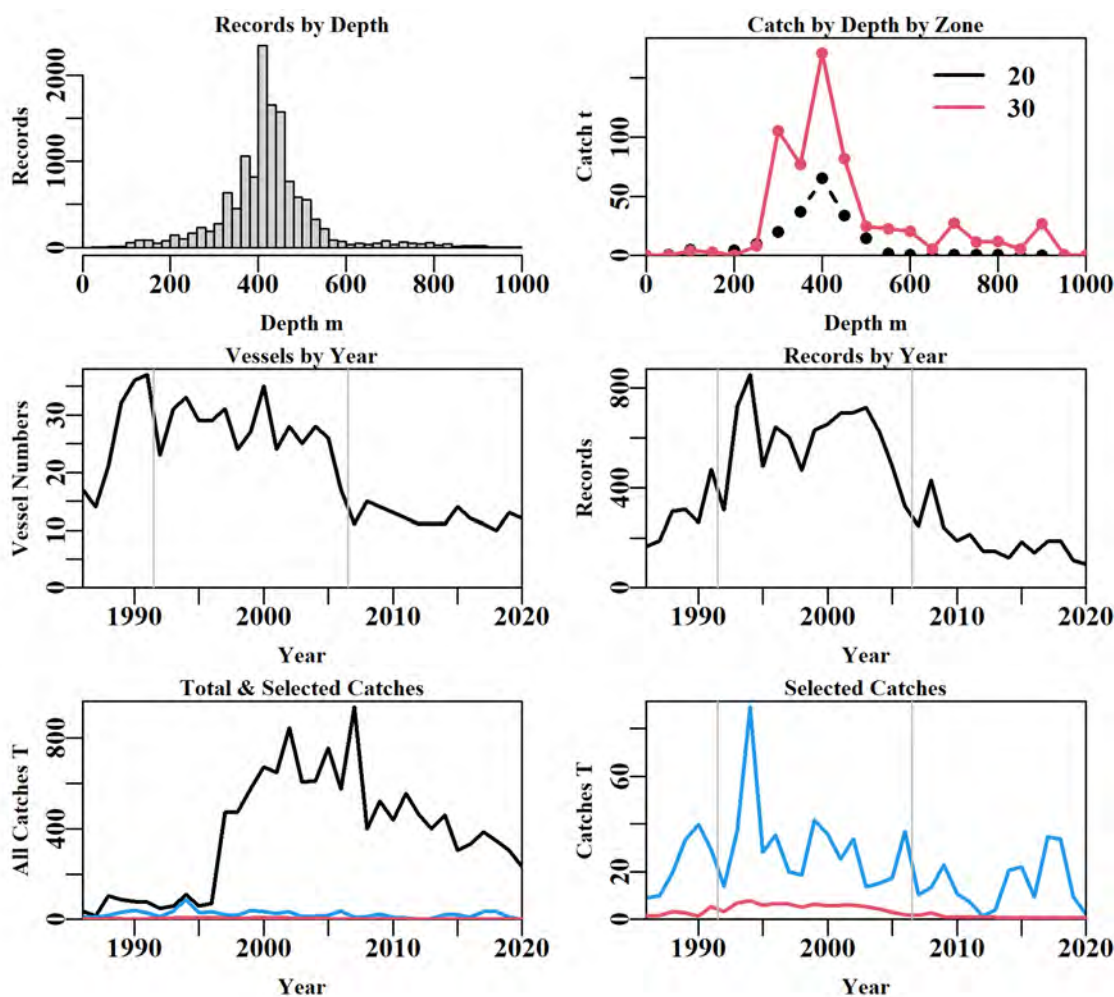 Records by Depth
Records
0
1000
2000
0 200 400 600 800 1000
Depth m
Catch by Depth by Zone
Catch t
0
50
100
20
30
0 200 400 600 800 1000
Depth m
Vessels by Year
Vessel Numbers
0
10
20
30
1990 2000 2010 2020
Year
Records by Year
Records
0
400
800
1990 2000 2010 2020
Year
Total & Selected Catches
All Catches T
0
400
800
1990 2000 2010 2020
Year
Selected Catches
Catches T
0
20
60
1990 2000 2010 2020
Year